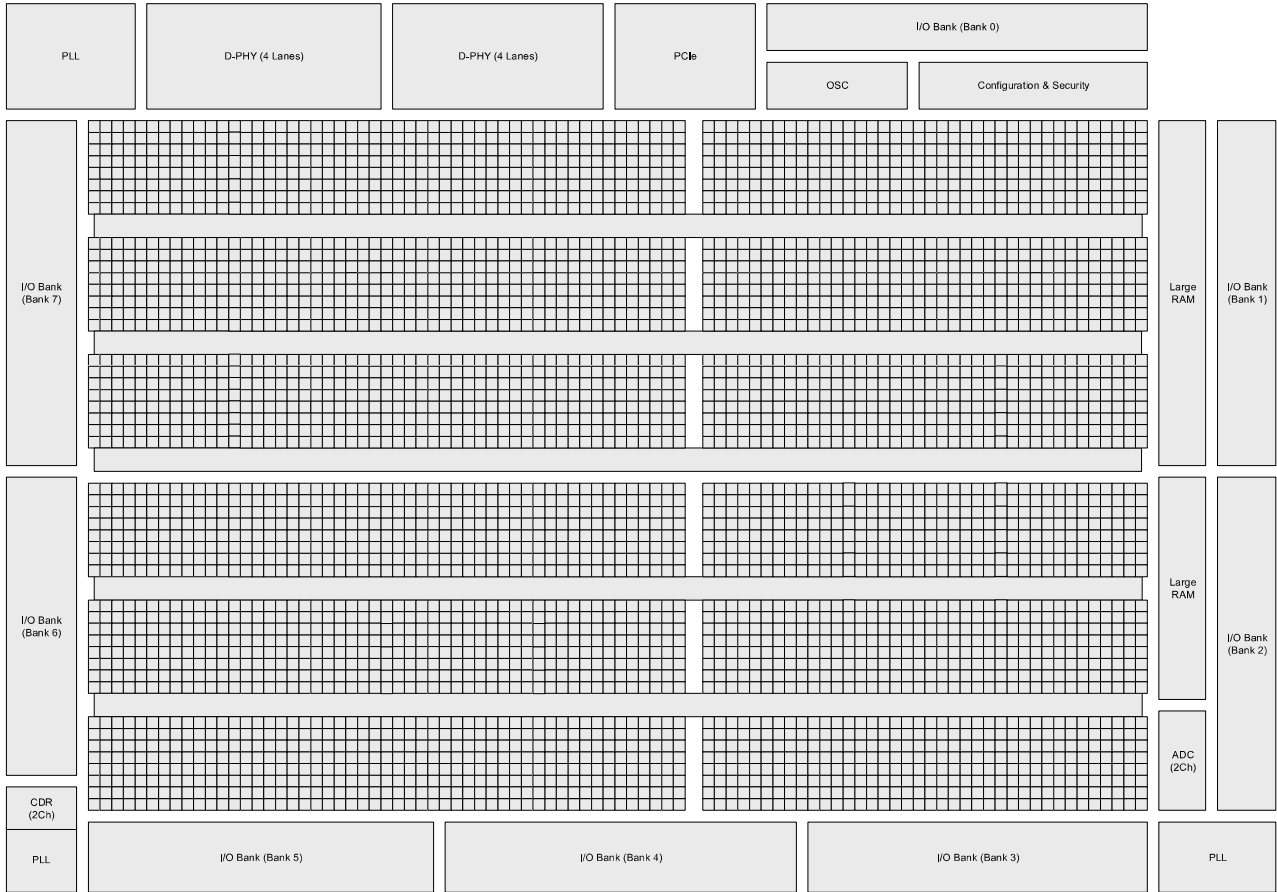 PLL
D-PHY (4 Lanes)
D-PHY (4 Lanes)
PCIe
I/O Bank (Bank 0)
OSC
Configuration & Security
I/O Bank
(Bank 7)
Large
RAM
I/O Bank
(Bank 1)
I/O Bank
(Bank 6)
Large
RAM
I/O Bank
(Bank 2)
ADC
(2Ch)
CDR
(2Ch)
PLL
I/O Bank (Bank 5)
I/O Bank (Bank 4)
I/O Bank (Bank 3)
PLL